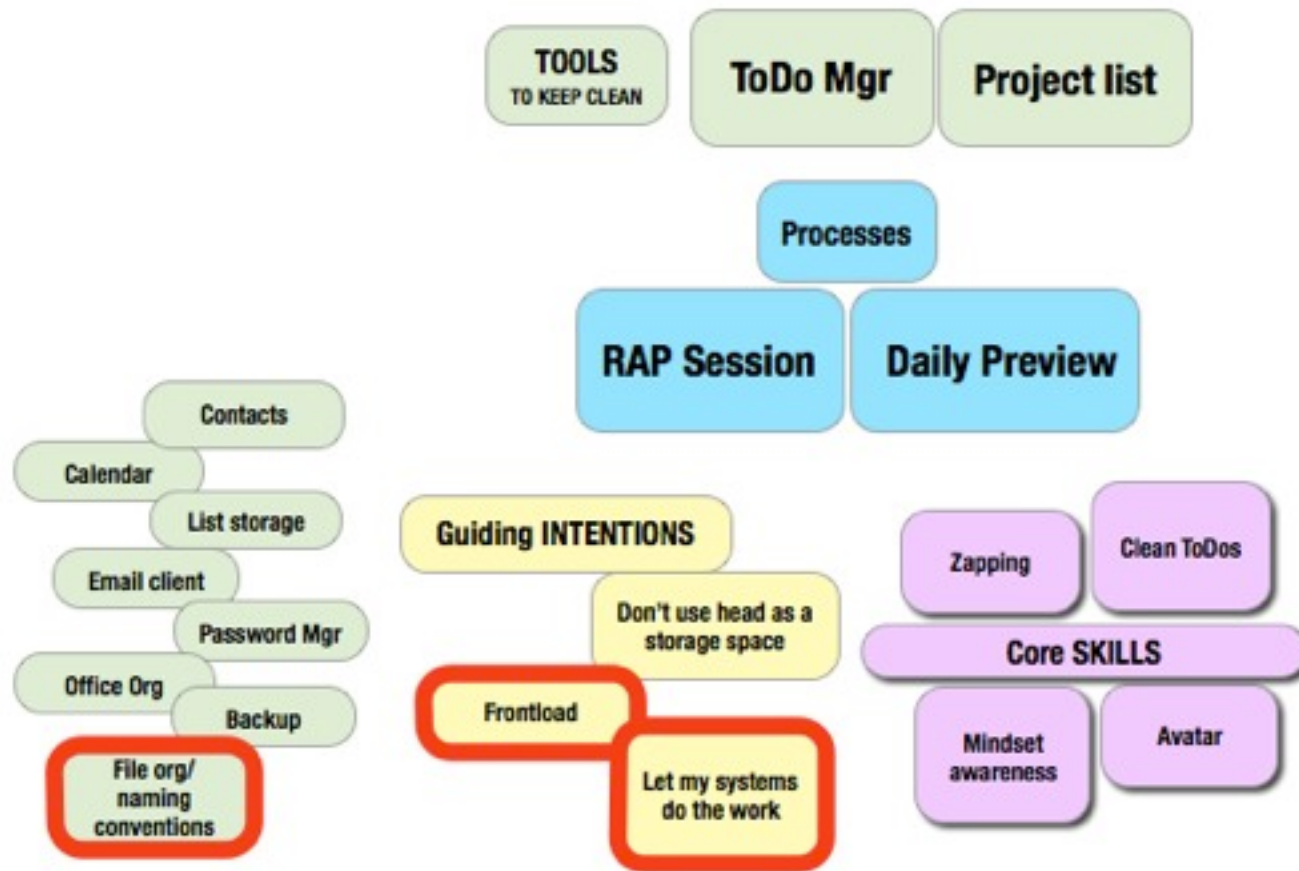 TOOLS
TO KEEP CLEAN
ToDo Mgr
Project list
Processes
RAP Session
Daily Preview
Contacts
Calendar
List storage
Email client
Password Mgr
Office Org
Backup
File org/
naming
conventions
Guiding INTENTIONS
Don't use head as a
storage space
Frontload
Let my systems
do the work
Zapping
Clean ToDos
Core SKILLS
Mindset
awareness
Avatar